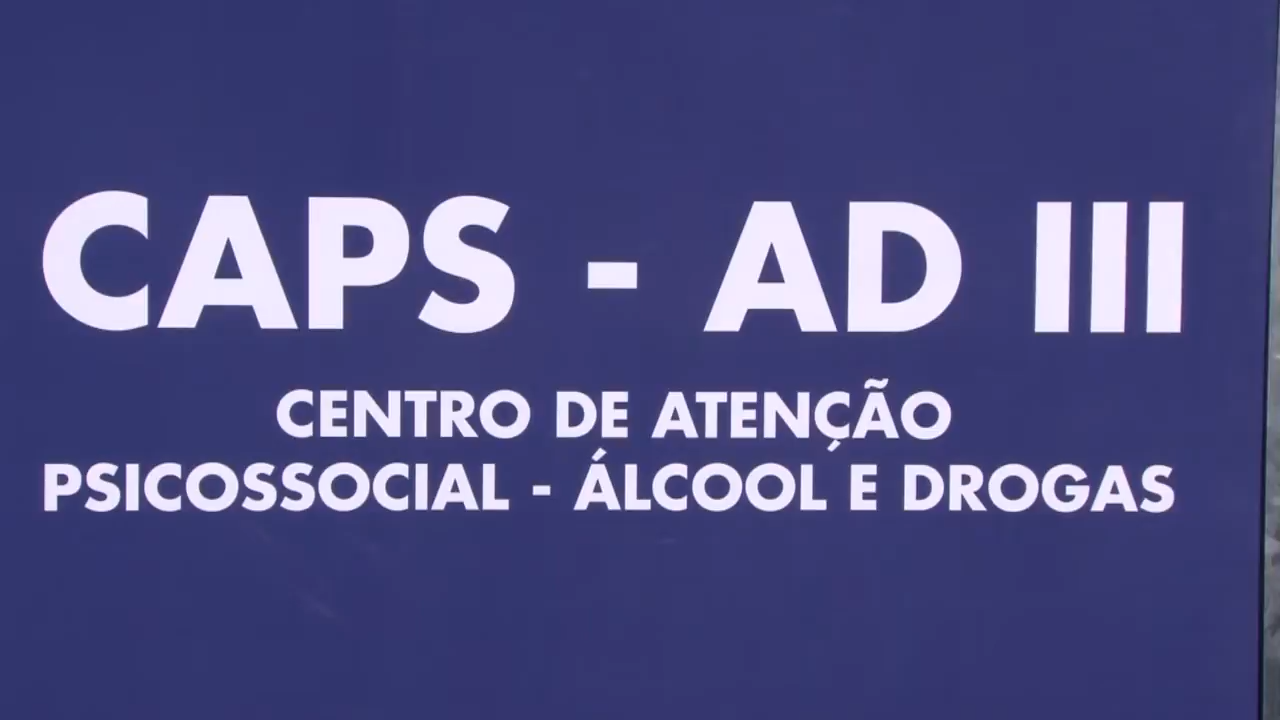 CAPS - AD III
CENTRO DE ATENÇÃO
PSICOSSOCIAL - ÁLCOOL E DROGAS